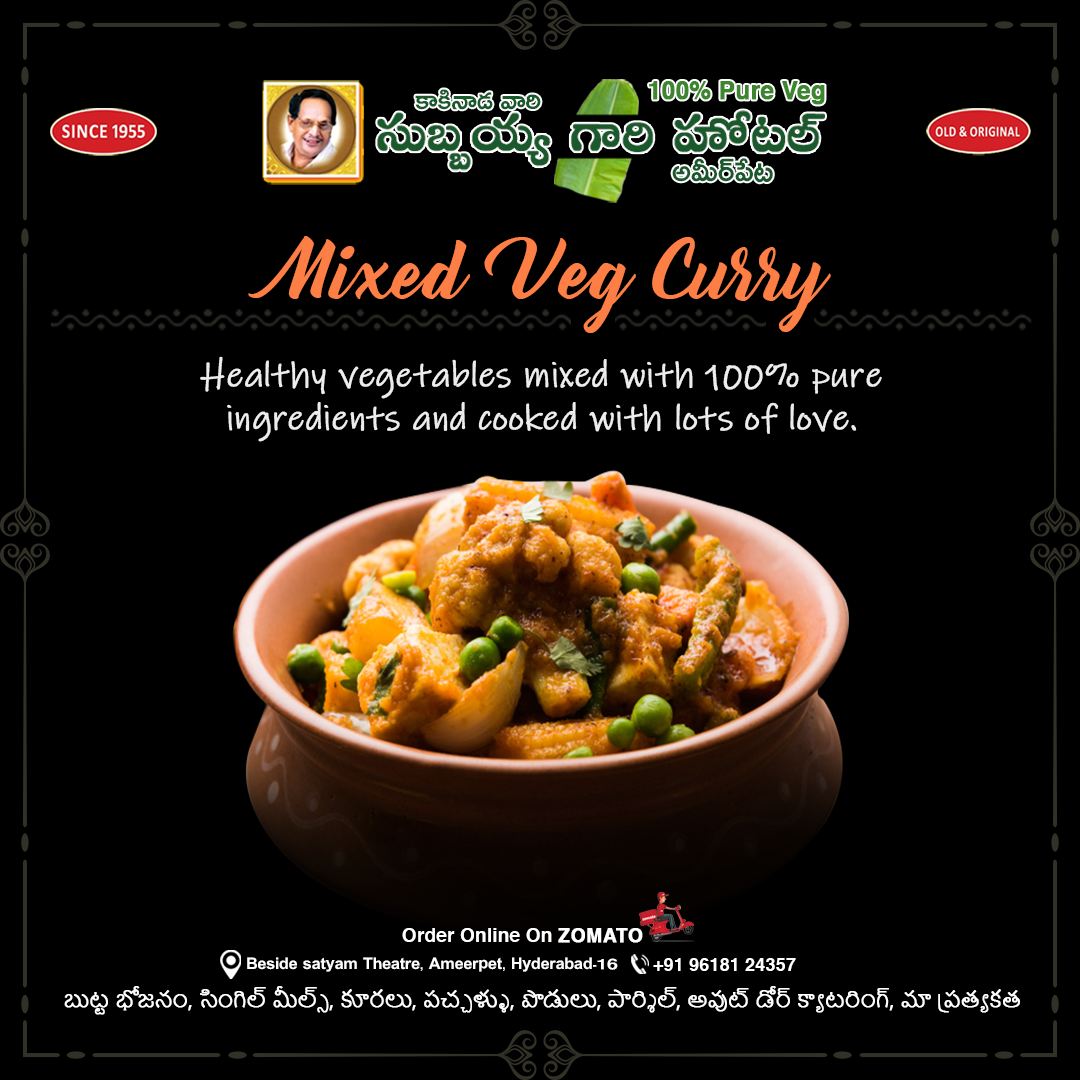 SINCE 1955
కాకినాడ వారి
100% Pure Veg
సుబ్బయ్య గారి హోటల్
అమీర్‌పేట
OLD & ORIGINAL
Mixed Veg Curry
Healthy vegetables mixed with 100% pure
ingredients and cooked with lots of love.
Order Online On ZOMATO
Beside satyam Theatre, Ameerpet, Hyderabad-16 +91 96181 24357
బుట్ట భోజనం, సింగిల్ మీల్స్, కూరలు, పచ్చళ్ళు, పొడులు, పార్శిల్, అవుట్ డోర్ క్యాటరింగ్, మా ప్రత్యకత